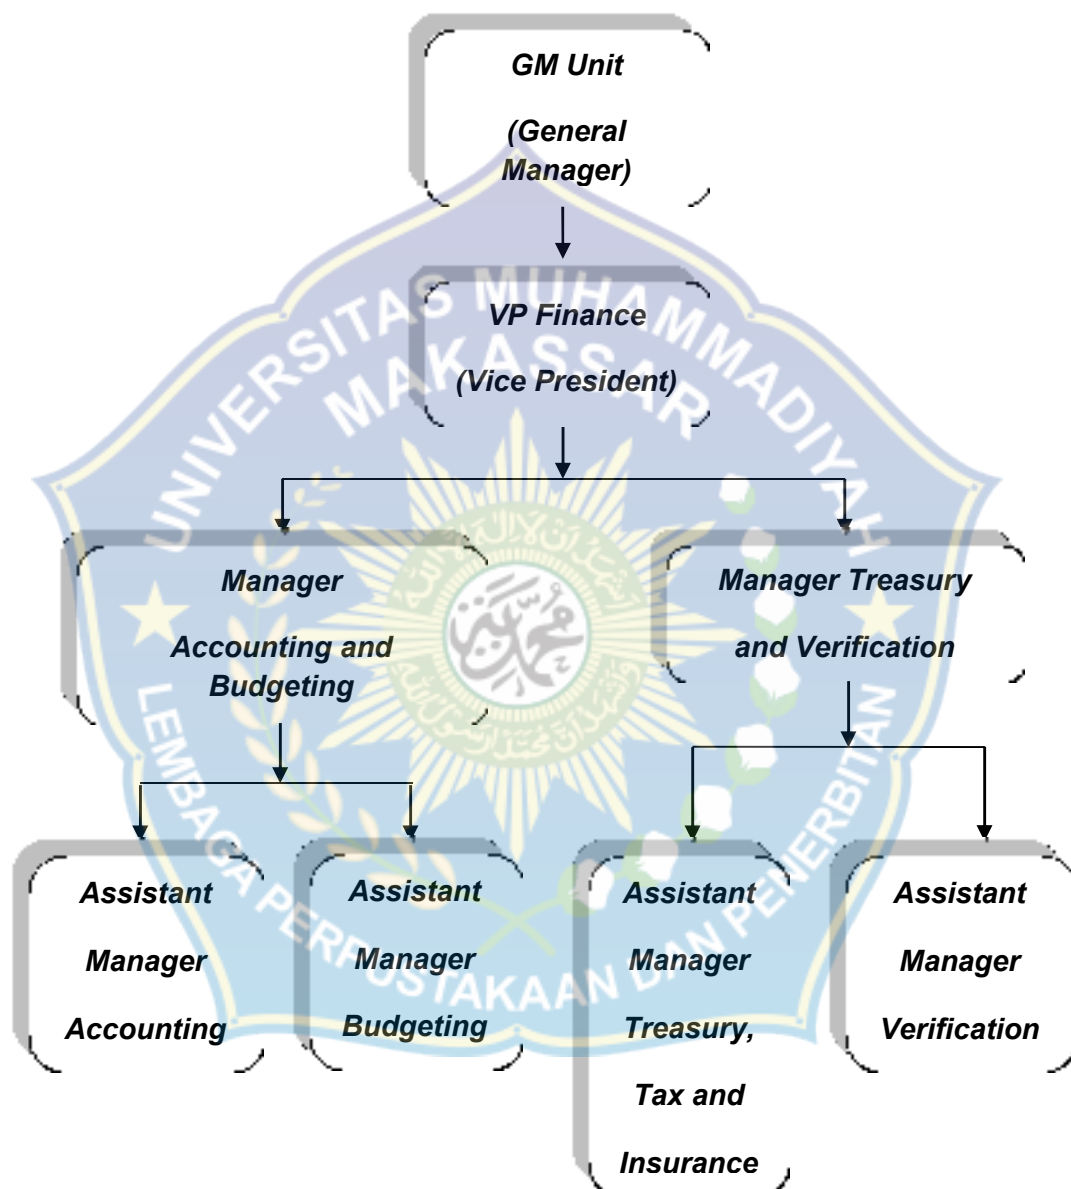 GM Unit
(General
Manager)
VP Finance
(Vice President)
UNIVERSITAS MUHAMMADIYAH
MAKASSAR
Manager
Accounting and
Budgeting
Manager Treasury
and Verification
LEMBAGA PERPUSTAKAAN DAN PENERBITAN
Assistant
Manager
Accounting
Assistant
Manager
Budgeting
Assistant
Manager
Treasury,
Tax and
Insurance
Assistant
Manager
Verification